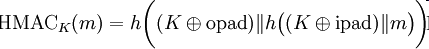 HMAC_K(m) = h((K ⊕ opad)‖h((K ⊕ ipad)‖m))